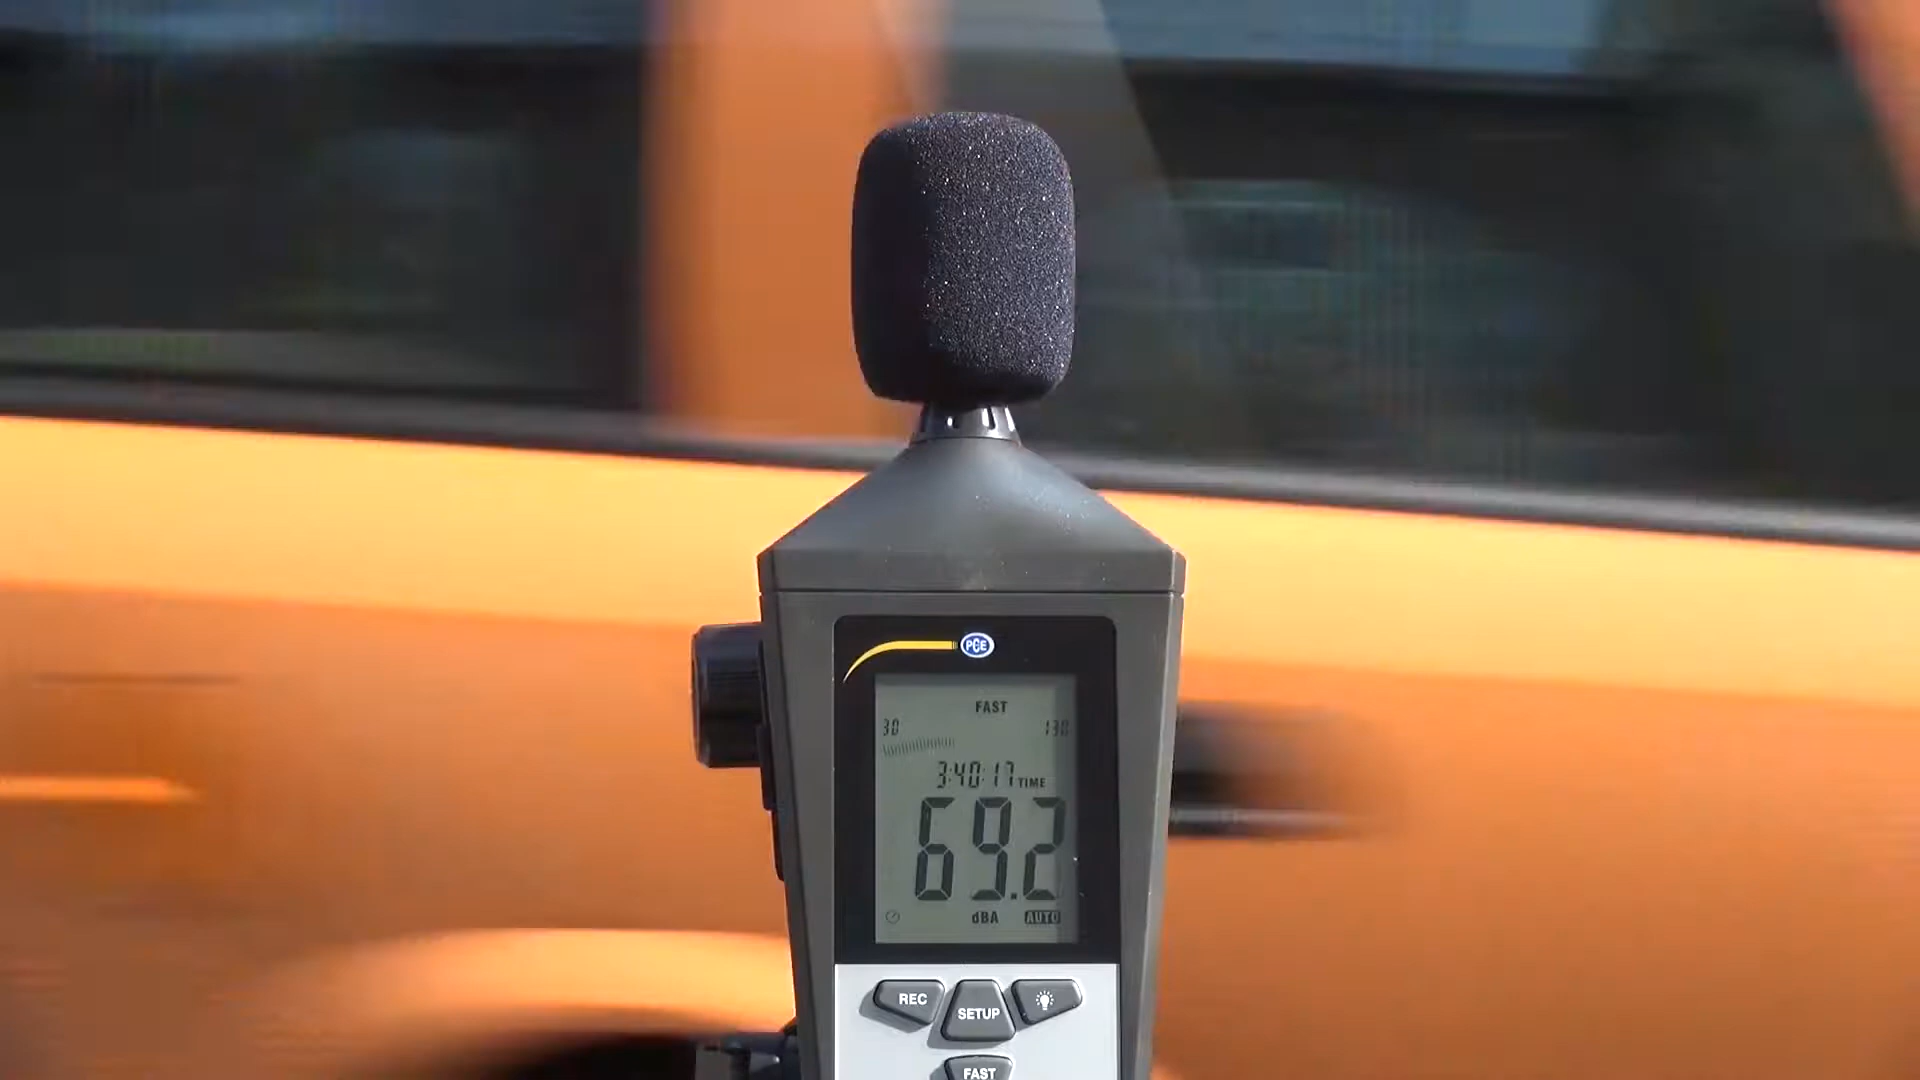 PCE
FAST
30 130
3:40:17 TIME
69.2
dBA AUTO
REC
SETUP
FAST